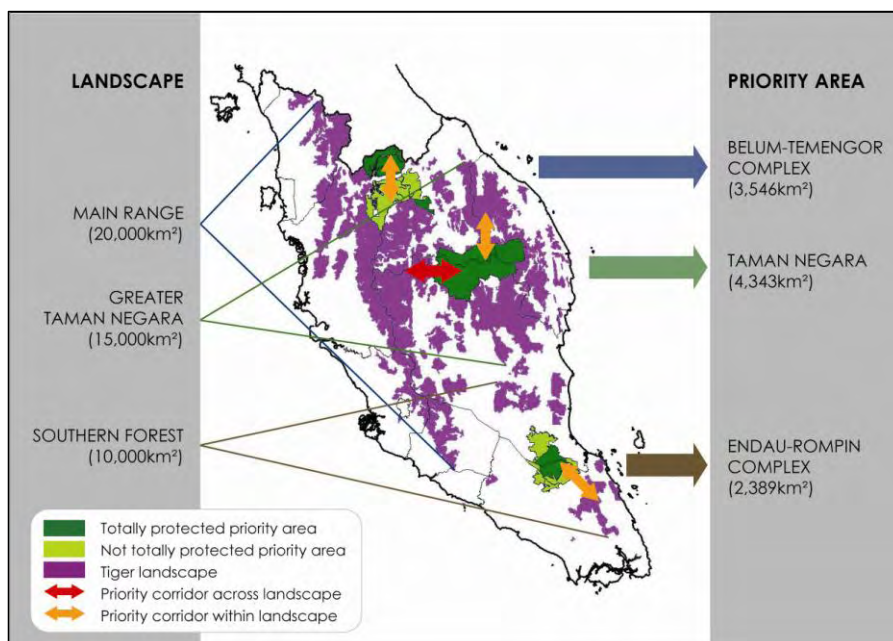 LANDSCAPE
MAIN RANGE
(20,000km²)
GREATER
TAMAN NEGARA
(15,000km²)
SOUTHERN FOREST
(10,000km²)
PRIORITY AREA
BELUM-TEMENGOR
COMPLEX
(3,546km²)
TAMAN NEGARA
(4,343km²)
ENDAU-ROMPIN
COMPLEX
(2,389km²)
Totally protected priority area
Not totally protected priority area
Tiger landscape
Priority corridor across landscape
Priority corridor within landscape